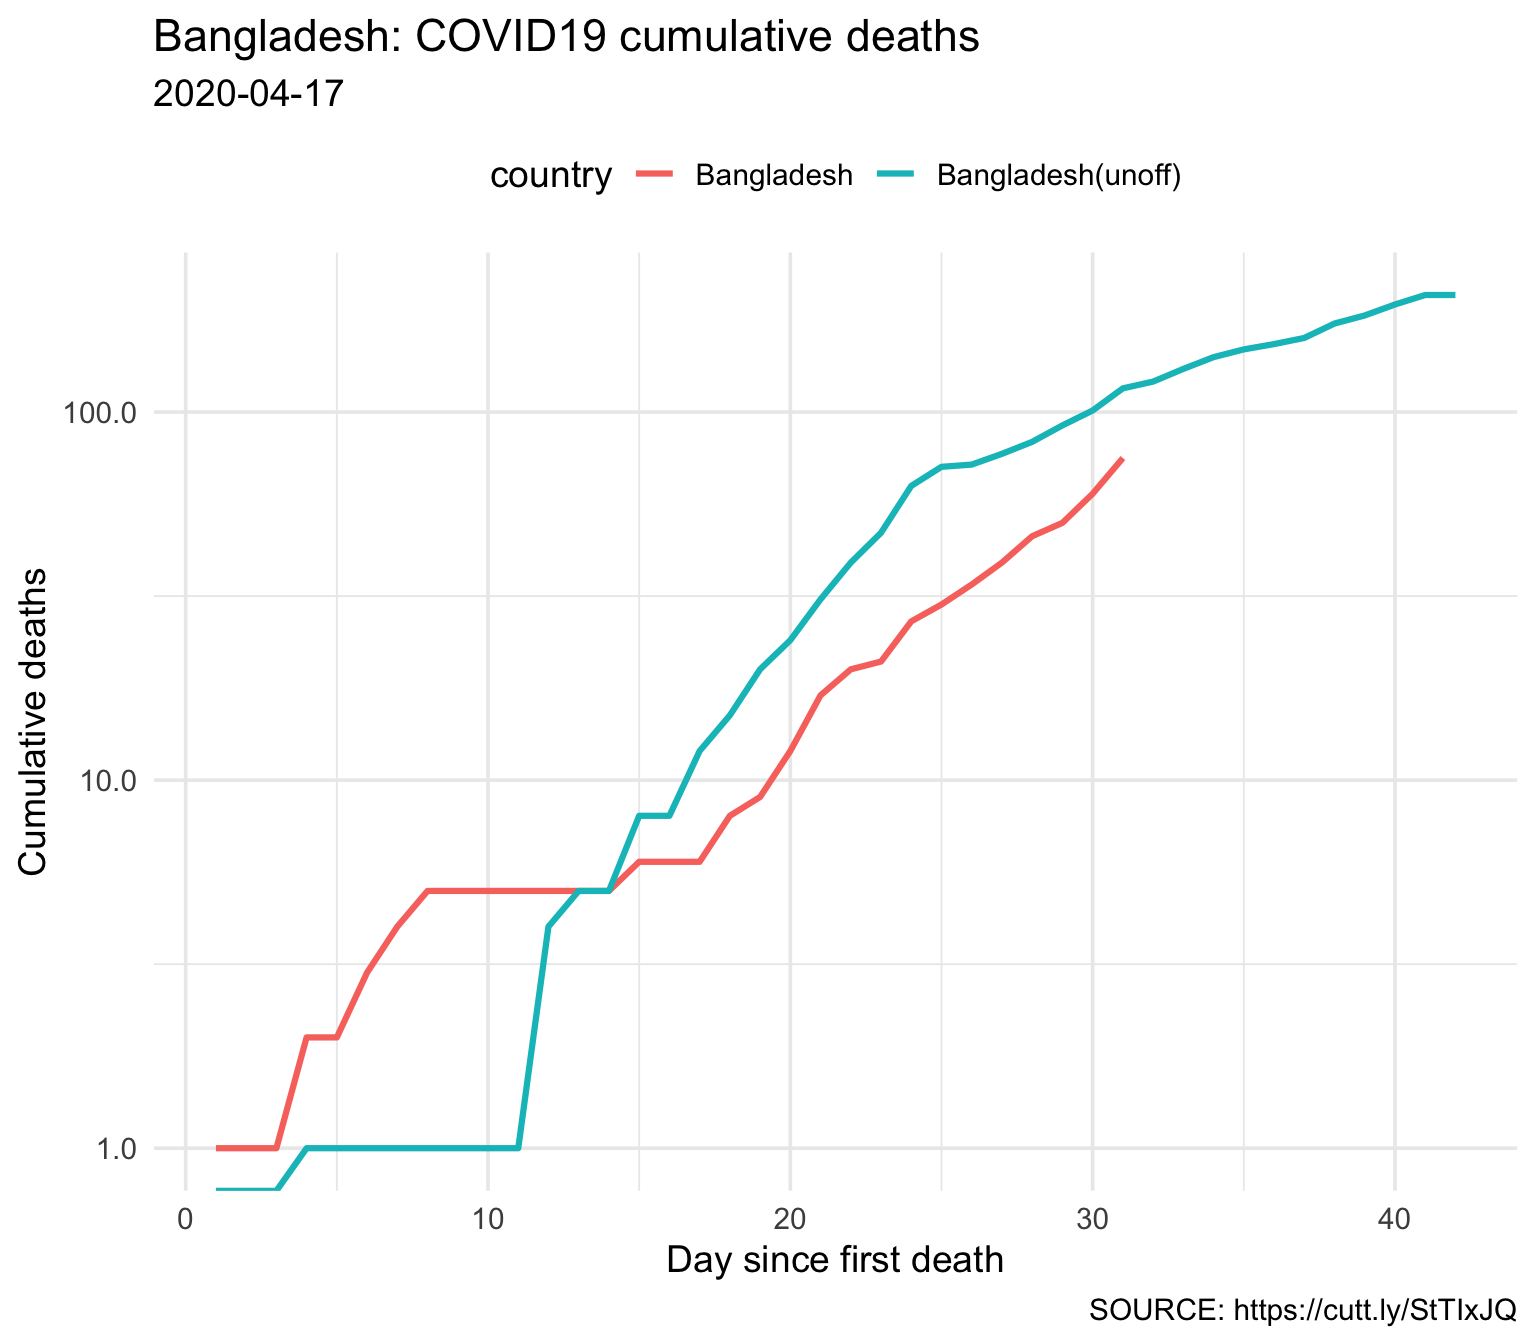 Bangladesh: COVID19 cumulative deaths
2020-04-17
country Bangladesh Bangladesh(unoff)
Cumulative deaths
100.0
10.0
1.0
0 10 20 30 40
Day since first death
SOURCE: https://cutt.ly/StTIxJQ